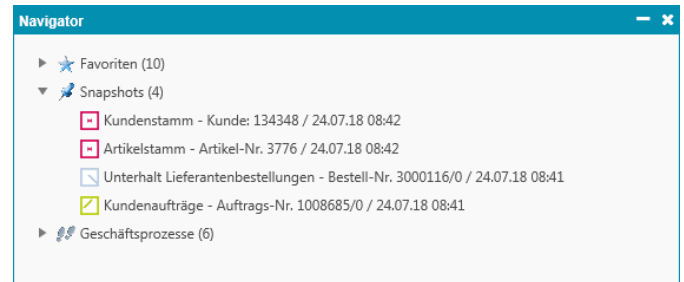 Navigator
Favoriten (10)
Snapshots (4)
Kundenstamm - Kunde: 134348 / 24.07.18 08:42
Artikelstamm - Artikel-Nr. 3776 / 24.07.18 08:42
Unterhalt Lieferantenbestellungen - Bestell-Nr. 3000116/0 / 24.07.18 08:41
Kundenaufträge - Auftrags-Nr. 1008685/0 / 24.07.18 08:41
Geschäftsprozesse (6)